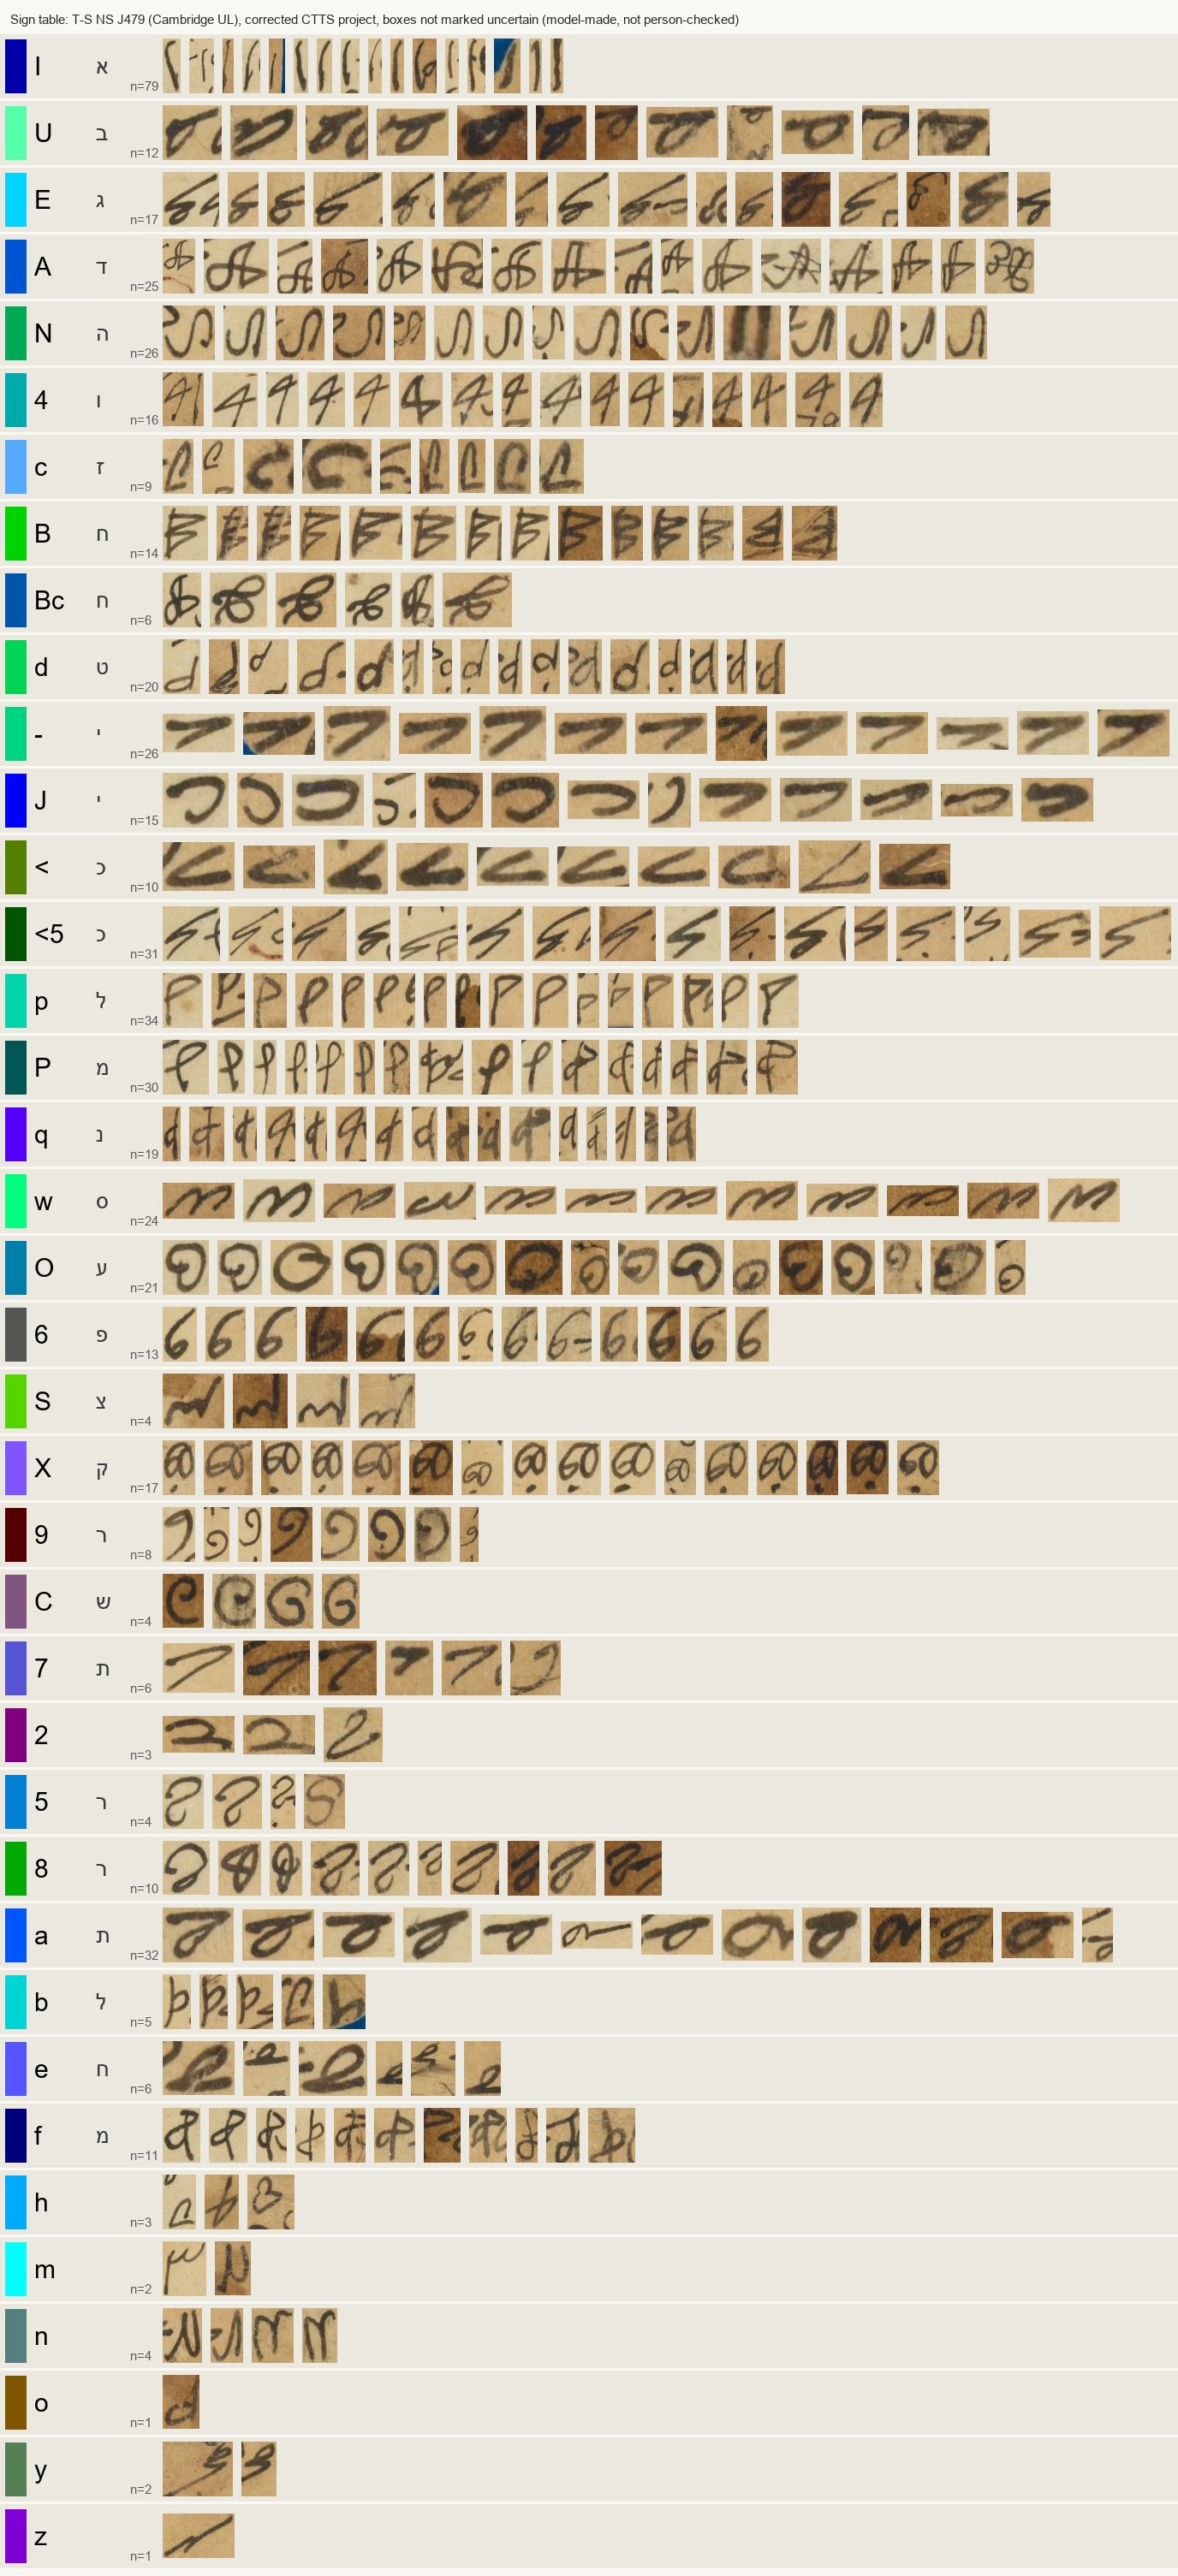 Sign table: T-S NS J479 (Cambridge UL), corrected CTTS project, boxes not marked uncertain (model-made, not person-checked)
I א n=79
U ב n=12
E ג n=17
A ד n=25
N ה n=26
4 ו n=16
c ז n=9
B ח n=14
Bc ח n=6
d ט n=20
- י n=26
J י n=15
< כ n=10
<5 כ n=31
p ל n=34
P מ n=30
q נ n=19
w ס n=24
O ע n=21
6 פ n=13
S צ n=4
X ק n=17
9 ר n=8
C ש n=4
7 ת n=6
2 n=3
5 ר n=4
8 ר n=10
a ת n=32
b ל n=5
e ח n=6
f מ n=11
h n=3
m n=2
n n=4
o n=1
y n=2
z n=1